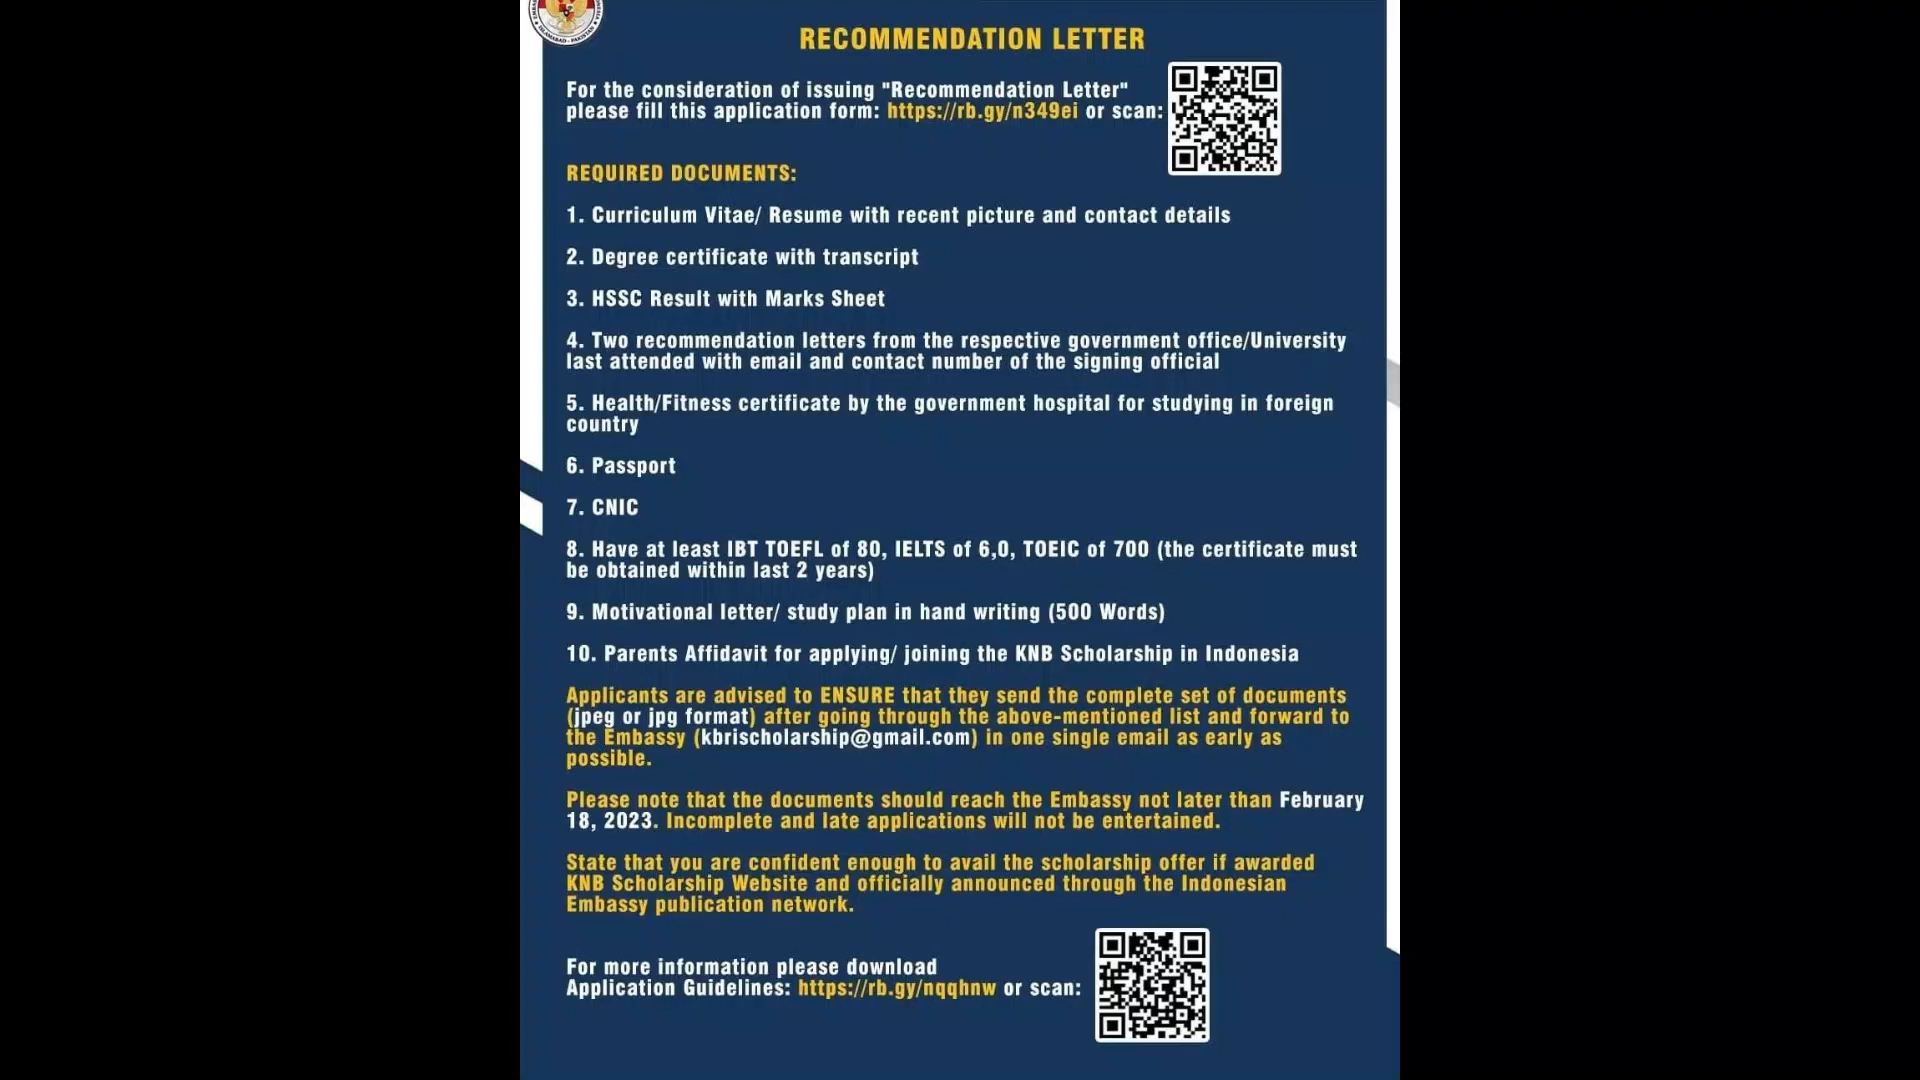 ISLAMABAD - PAKISTAN
RECOMMENDATION LETTER
For the consideration of issuing "Recommendation Letter"
please fill this application form: https://rb.gy/n349ei or scan:
REQUIRED DOCUMENTS:
1. Curriculum Vitae/ Resume with recent picture and contact details
2. Degree certificate with transcript
3. HSSC Result with Marks Sheet
4. Two recommendation letters from the respective government office/University
last attended with email and contact number of the signing official
5. Health/Fitness certificate by the government hospital for studying in foreign
country
6. Passport
7. CNIC
8. Have at least IBT TOEFL of 80, IELTS of 6,0, TOEIC of 700 (the certificate must
be obtained within last 2 years)
9. Motivational letter/ study plan in hand writing (500 Words)
10. Parents Affidavit for applying/ joining the KNB Scholarship in Indonesia
Applicants are advised to ENSURE that they send the complete set of documents
(jpeg or jpg format) after going through the above-mentioned list and forward to
the Embassy (kbrischolarship@gmail.com) in one single email as early as
possible.
Please note that the documents should reach the Embassy not later than February
18, 2023. Incomplete and late applications will not be entertained.
State that you are confident enough to avail the scholarship offer if awarded
KNB Scholarship Website and officially announced through the Indonesian
Embassy publication network.
For more information please download
Application Guidelines: https://rb.gy/nqqhnw or scan: